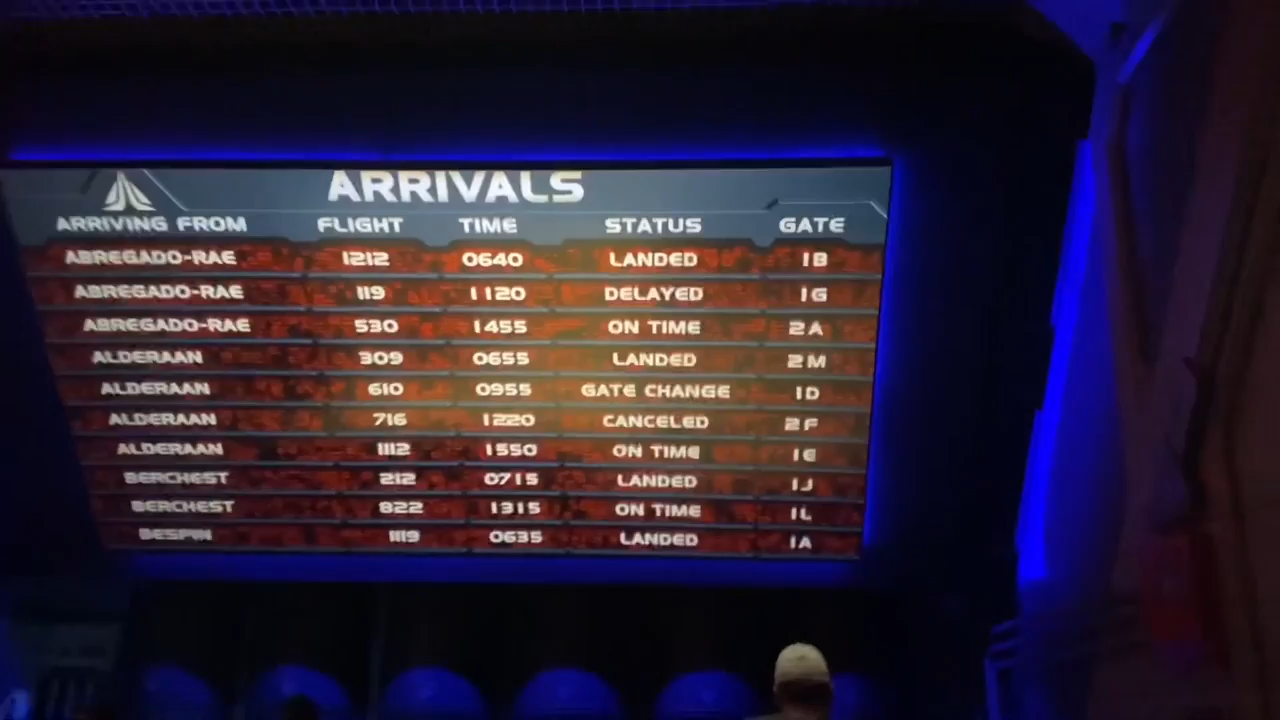 ARRIVALS
ARRIVING FROM FLIGHT TIME STATUS GATE
ABREGADO-RAE 1212 0640 LANDED 1B
ABREGADO-RAE 119 1120 DELAYED 1G
ABREGADO-RAE 530 1455 ON TIME 2A
ALDERAAN 309 0655 LANDED 2M
ALDERAAN 610 0955 GATE CHANGE 1D
ALDERAAN 716 1220 CANCELED 2F
ALDERAAN 1112 1550 ON TIME 1E
BERCHEST 212 0715 LANDED 1J
BERCHEST 822 1315 ON TIME 1L
BESPIN 1119 0635 LANDED 1A